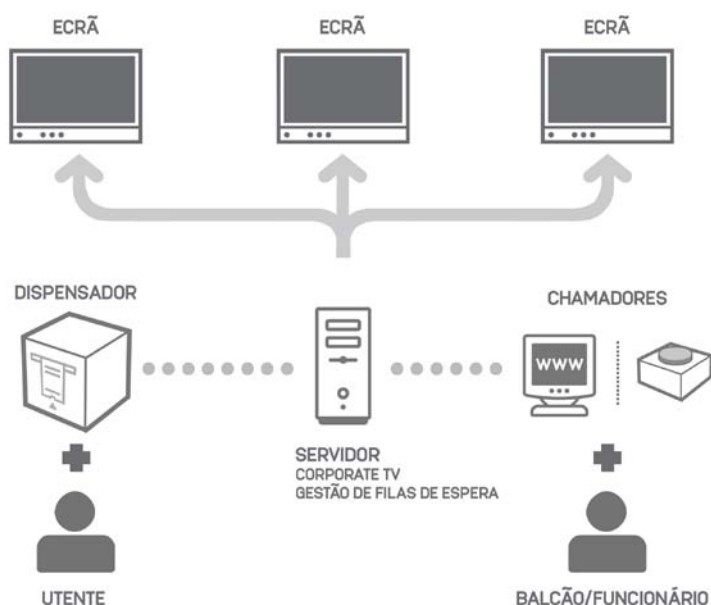 ECRÃ
ECRÃ
ECRÃ
DISPENSADOR
CHAMADORES
WWW
SERVIDOR
CORPORATE TV
GESTÃO DE FILAS DE ESPERA
UTENTE
BALCÃO/FUNCIONÁRIO